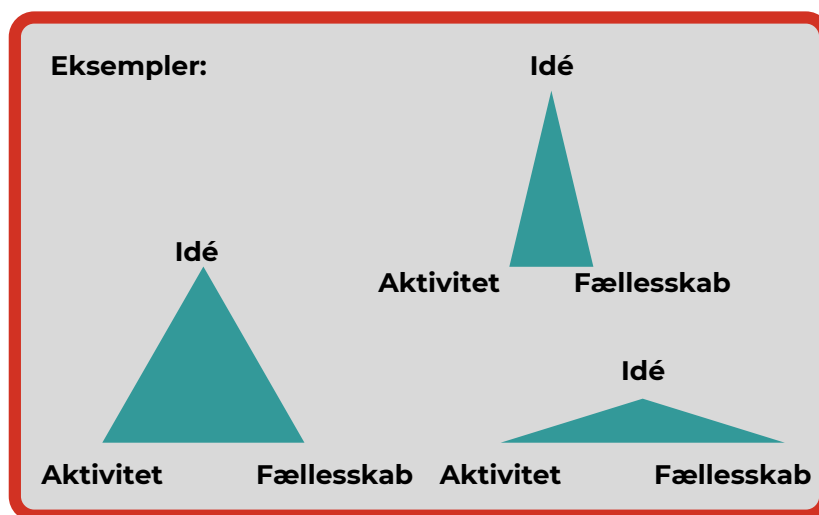 Eksempler:
Idé
Aktivitet Fællesskab
Idé
Aktivitet Fællesskab
Idé
Aktivitet Fællesskab